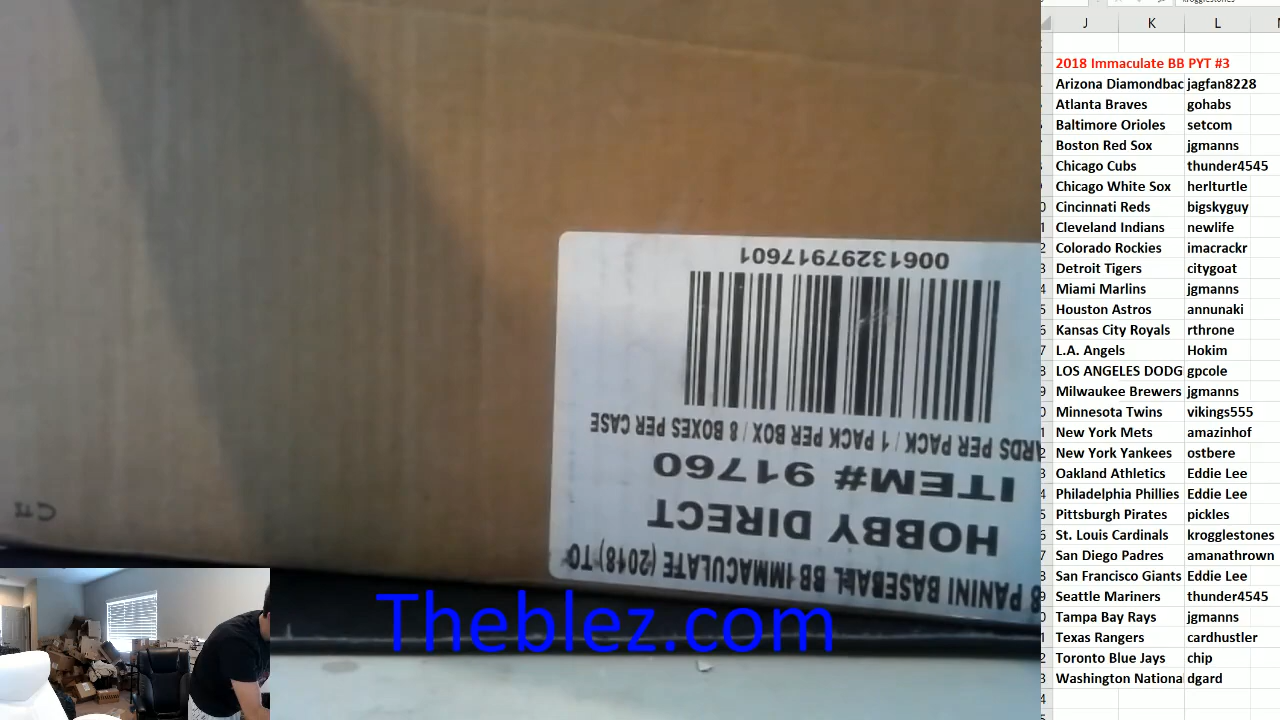 J K L
2018 Immaculate BB PYT #3
Arizona Diamondbac jagfan8228
Atlanta Braves gohabs
Baltimore Orioles setcom
Boston Red Sox jgmanns
Chicago Cubs thunder4545
Chicago White Sox herlturtle
Cincinnati Reds bigskyguy
Cleveland Indians newlife
Colorado Rockies imacrackr
Detroit Tigers citygoat
Miami Marlins jgmanns
Houston Astros annunaki
Kansas City Royals rthrone
L.A. Angels Hokim
LOS ANGELES DODG gpcole
Milwaukee Brewers jgmanns
Minnesota Twins vikings555
New York Mets amazinhof
New York Yankees ostbere
Oakland Athletics Eddie Lee
Philadelphia Phillies Eddie Lee
Pittsburgh Pirates pickles
St. Louis Cardinals krogglestones
San Diego Padres amanathrown
San Francisco Giants Eddie Lee
Seattle Mariners thunder4545
Tampa Bay Rays jgmanns
Texas Rangers cardhustler
Toronto Blue Jays chip
Washington Nationa dgard
PANINI BASEBALL BB IMMACULATE (2018) TO
HOBBY DIRECT
ITEM# 91760
ARDS PER PACK / 1 PACK PER BOX / 8 BOXES PER CASE
00613297917601
Theblez.com